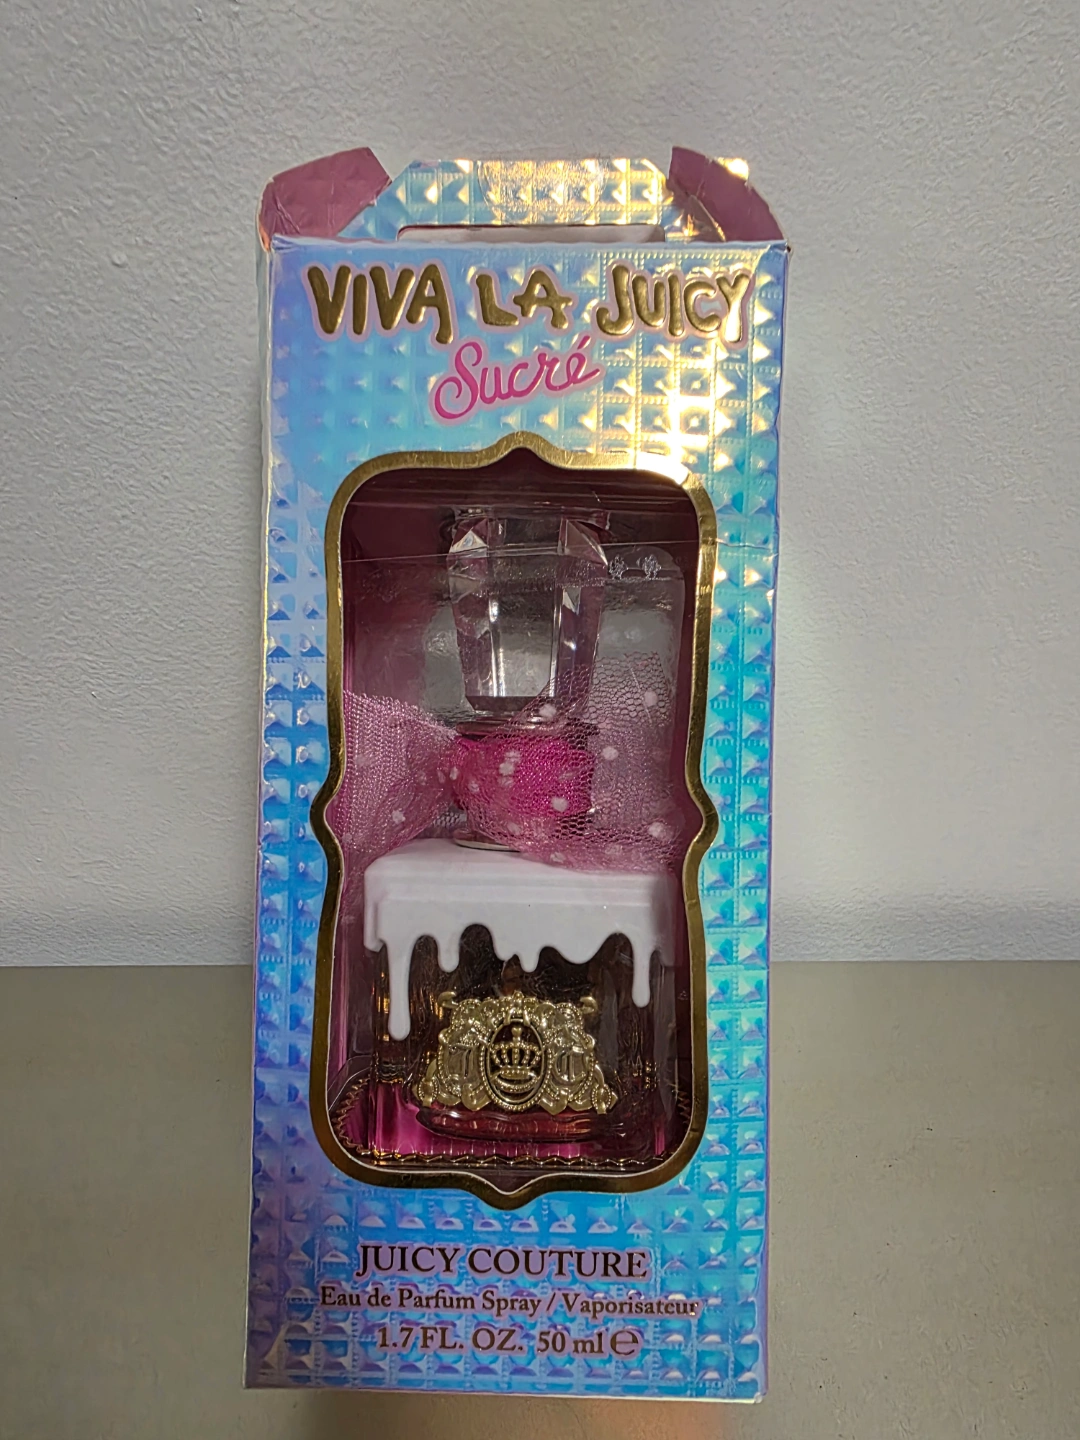 VIVA LA JUICY
Sucré
JUICY COUTURE
Eau de Parfum Spray / Vaporisateur
1.7 FL. OZ. 50 ml ℮